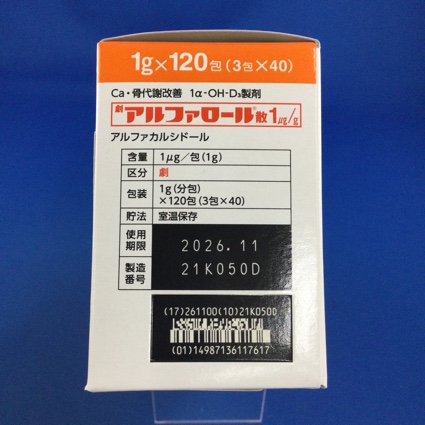 1g×120包(3包×40)
Ca・骨代謝改善 1α-OH-D₃製剤
劇 アルファロール® 散1μg/g
アルファカルシドール
含量 1μg/包(1g)
区分 劇
包装 1g(分包)
×120包(3包×40)
貯法 室温保存
使用
期限 2026.11
製造
番号 21K050D
(17)261100(10)21K050D
(01)14987136117617